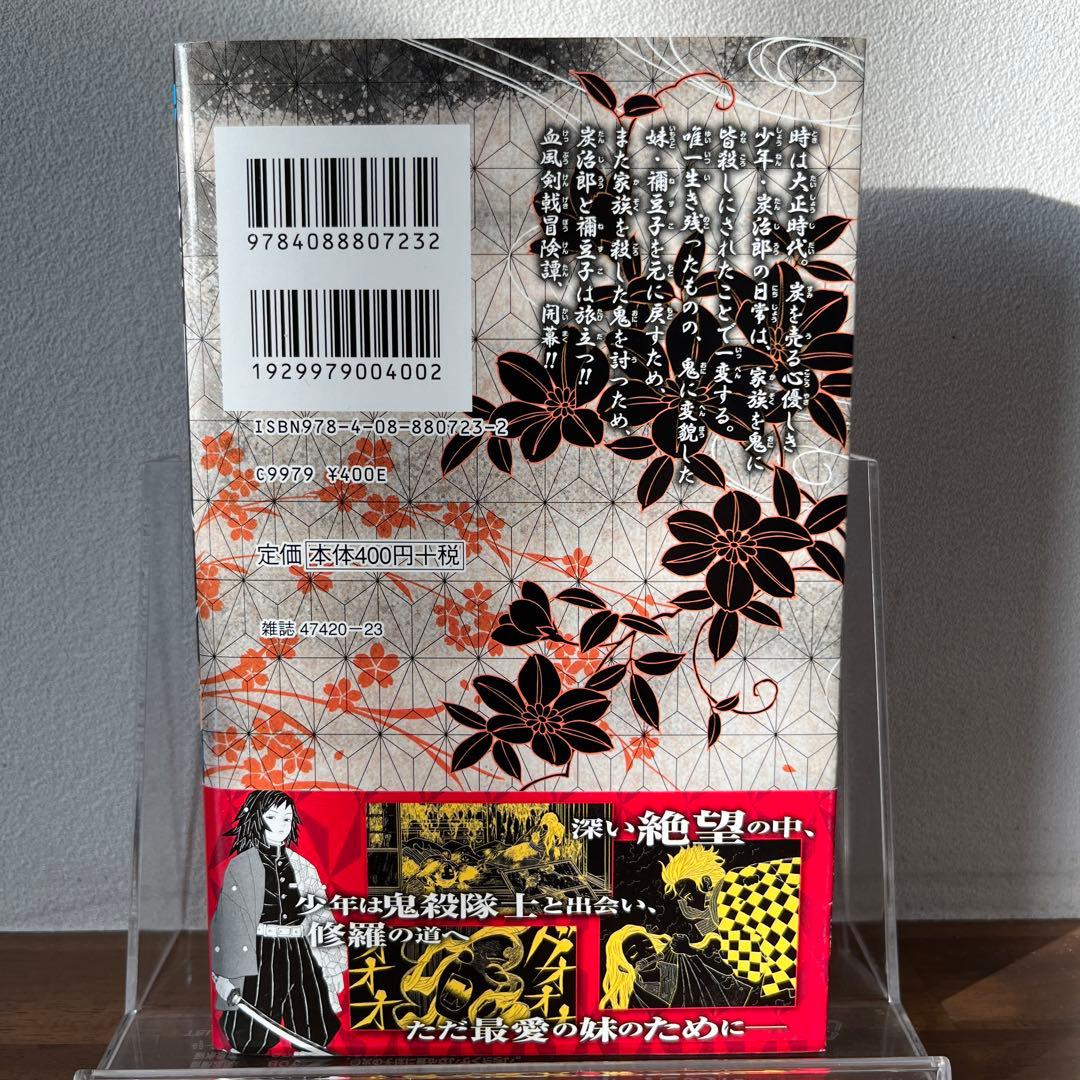 時は大正時代。炭を売る心優しき
少年・炭治郎の日常は、家族を鬼に
皆殺しにされたことで一変する。
唯一生き残ったものの、鬼に変貌した
妹・禰豆子を元に戻すため、
また家族を殺した鬼を討つため、
炭治郎と禰豆子は旅立つ!!
血風剣戟冒険譚、開幕!!
9784088807232
1929979004002
ISBN978-4-08-880723-2
C9979 ¥400E
定価 本体400円+税
雑誌 47420-23
深い絶望の中、
少年は鬼殺隊士と出会い、
修羅の道へ
ただ最愛の妹のために──